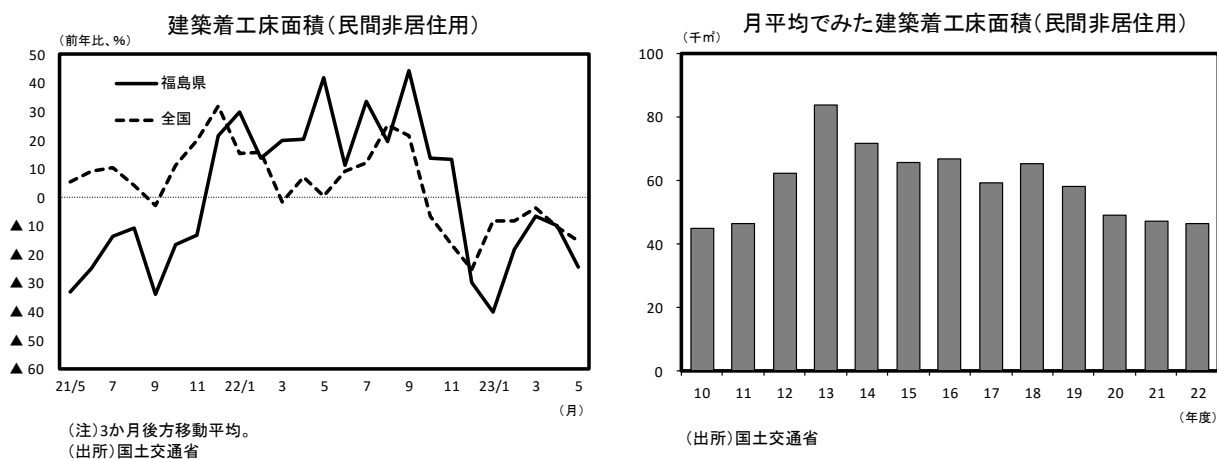 建築着工床面積（民間非居住用）
（前年比、％）
50
40
30
20
10
0
▲ 10
▲ 20
▲ 30
▲ 40
▲ 50
▲ 60
福島県
全国
21/5 7 9 11 22/1 3 5 7 9 11 23/1 3 5
（月）
（注）3か月後方移動平均。
（出所）国土交通省
月平均でみた建築着工床面積（民間非居住用）
（千㎡）
100
80
60
40
20
0
10 11 12 13 14 15 16 17 18 19 20 21 22
（年度）
（出所）国土交通省